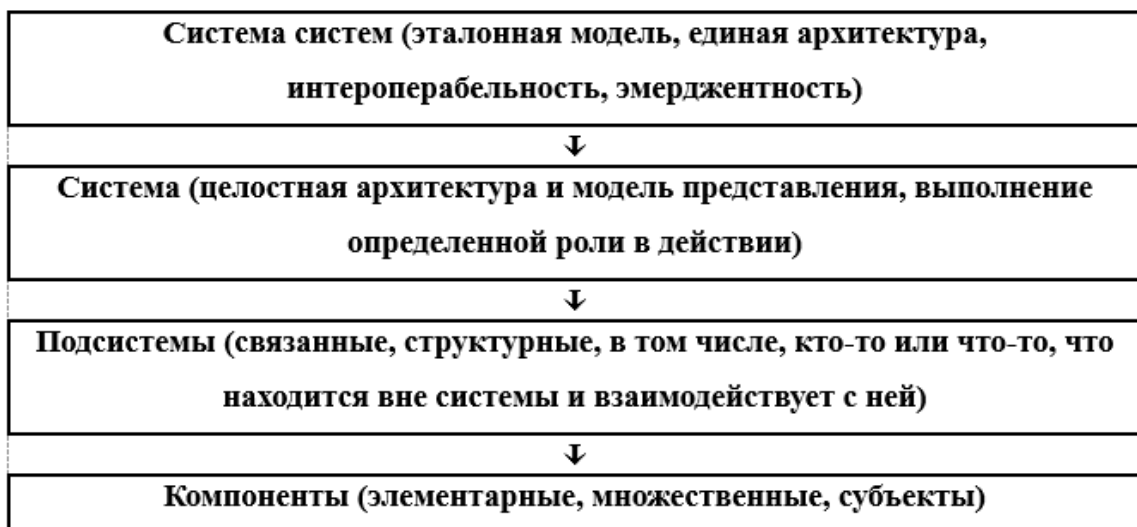 Система систем (эталонная модель, единая архитектура,
интероперабельность, эмерджентность)
↓
Система (целостная архитектура и модель представления, выполнение
определенной роли в действии)
↓
Подсистемы (связанные, структурные, в том числе, кто-то или что-то, что
находится вне системы и взаимодействует с ней)
↓
Компоненты (элементарные, множественные, субъекты)